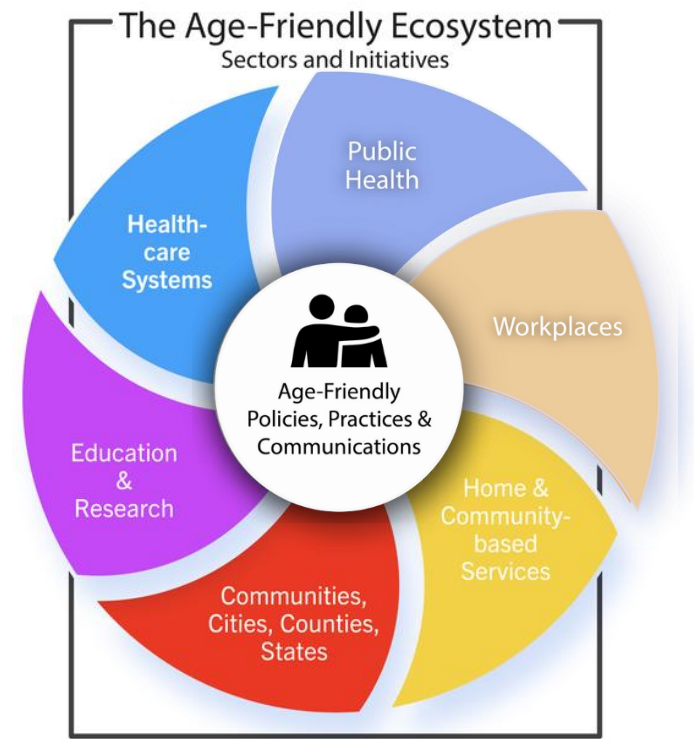 The Age-Friendly Ecosystem
Sectors and Initiatives
Public
Health
Health-
care
Systems
Workplaces
Age-Friendly
Policies, Practices &
Communications
Education
&
Research
Home &
Community-
based
Services
Communities,
Cities, Counties,
States